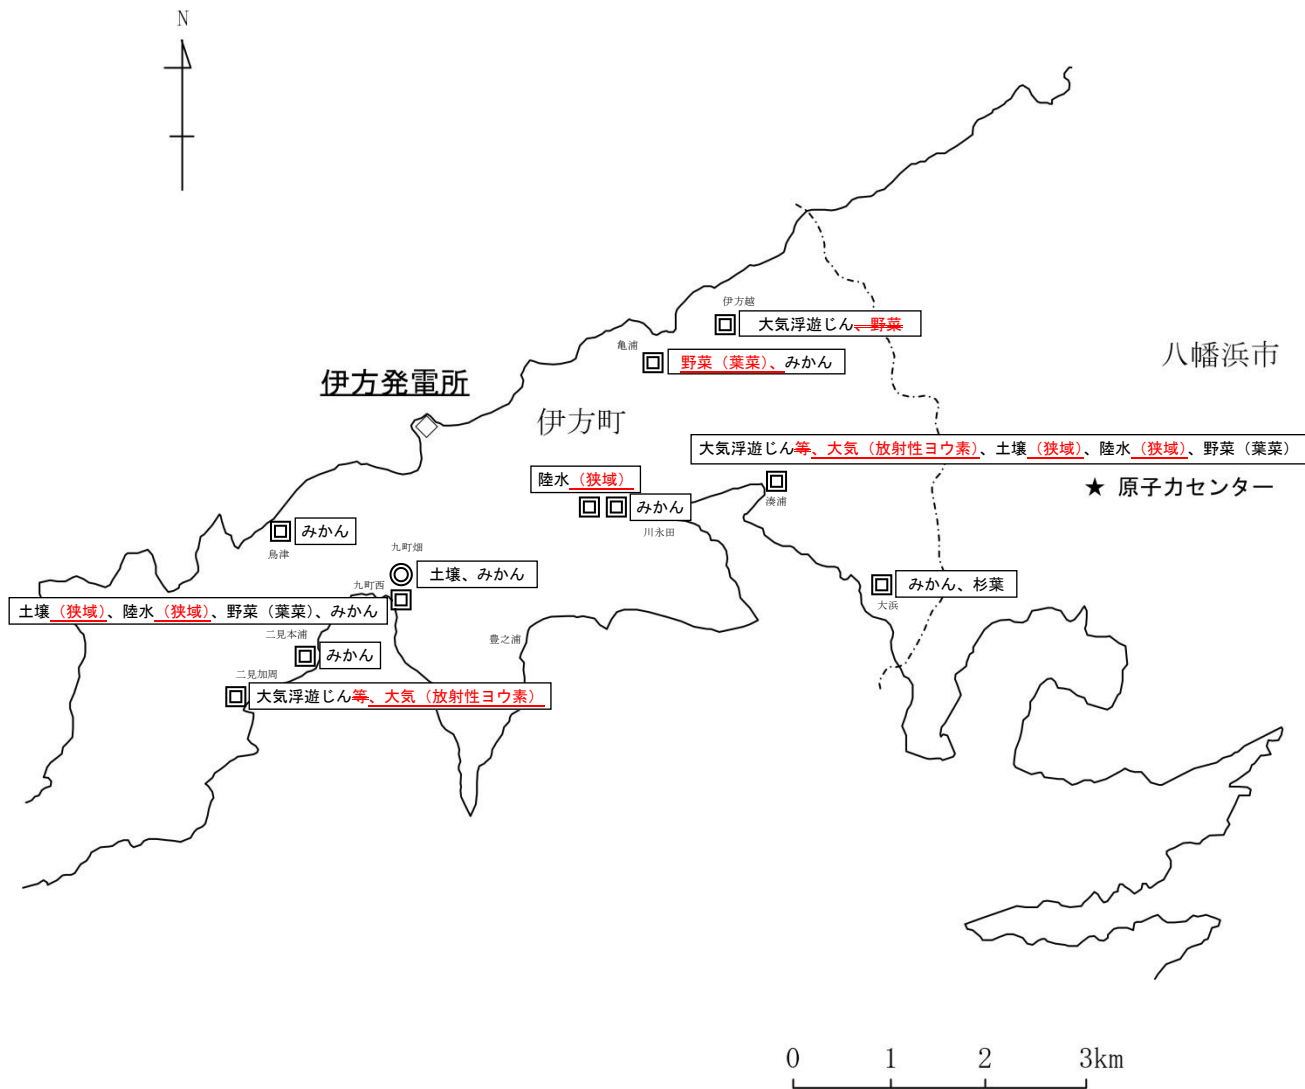 N
伊方越
大気浮遊じん、野菜
亀浦
野菜（葉菜）、みかん
八幡浜市
伊方発電所
伊方町
大気浮遊じん等、大気（放射性ヨウ素）、土壌（狭域）、陸水（狭域）、野菜（葉菜）
陸水（狭域）
★ 原子力センター
湊浦
みかん
川永田
みかん
鳥津
九町畑
土壌、みかん
九町西
みかん、杉葉
大浜
土壌（狭域）、陸水（狭域）、野菜（葉菜）、みかん
二見本浦
豊之浦
みかん
二見加周
大気浮遊じん等、大気（放射性ヨウ素）
0 1 2 3km